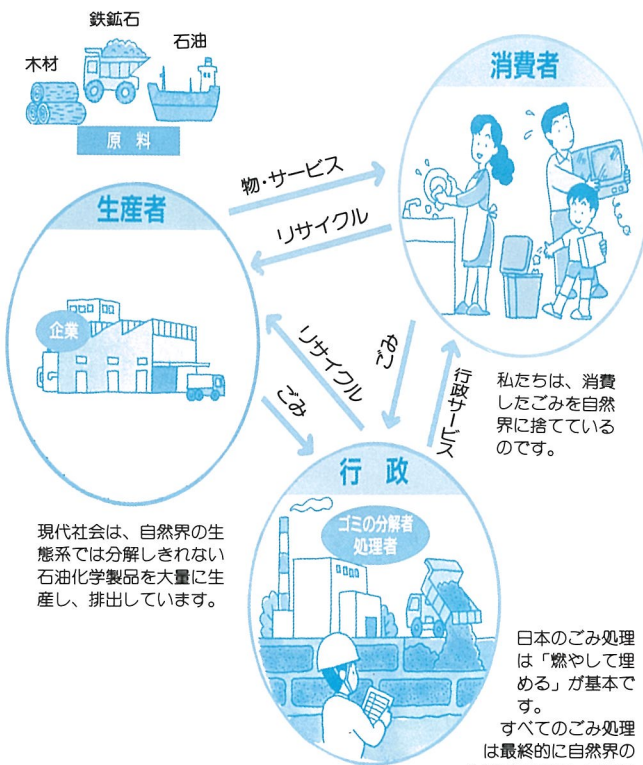 鉄鉱石
木材
石油
原料
消費者
物・サービス
リサイクル
生産者
企業
リサイクル
ごみ
ごみ
行政サービス
私たちは、消費
したごみを自然
界に捨てている
のです。
行政
ゴミの分解者
処理者
現代社会は、自然界の生
態系では分解しきれない
石油化学製品を大量に生
産し、排出しています。
日本のごみ処理
は「燃やして埋
める」が基本で
す。
すべてのごみ処理
は最終的に自然界の